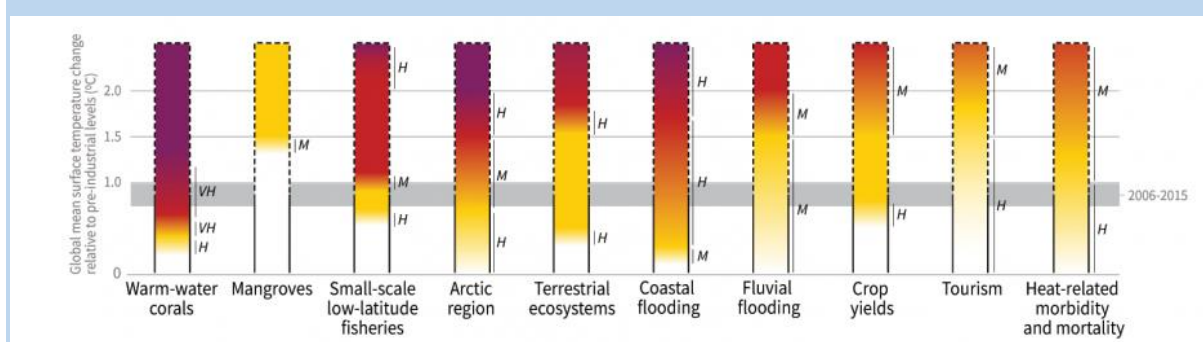 Global mean surface temperature change
relative to pre-industrial levels (ºC)
2.0
1.5
1.0
0
2006-2015
VH
VH
H
M
H
M
H
H
M
H
H
H
H
H
M
M
M
M
H
M
H
M
H
Warm-water
corals
Mangroves
Small-scale
low-latitude
fisheries
Arctic
region
Terrestrial
ecosystems
Coastal
flooding
Fluvial
flooding
Crop
yields
Tourism
Heat-related
morbidity
and mortality